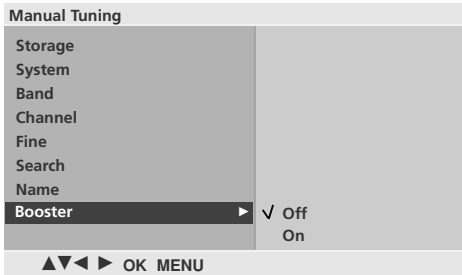 Manual Tuning
Storage
System
Band
Channel
Fine
Search
Name
Booster ► √ Off
On
▲▼◄ ► OK MENU